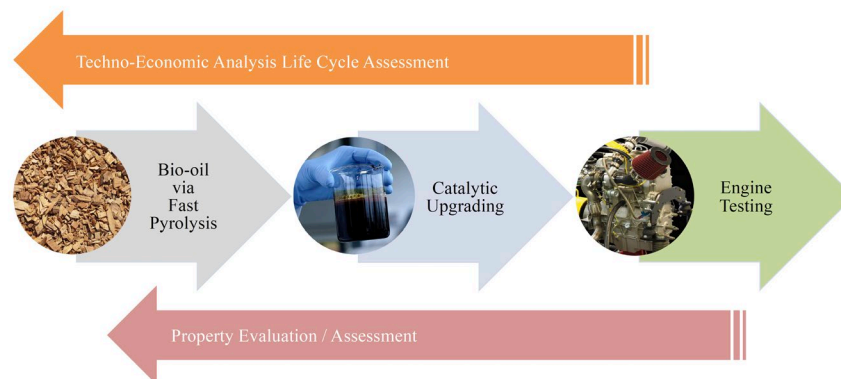 Techno-Economic Analysis Life Cycle Assessment
Bio-oil
via
Fast
Pyrolysis
Catalytic
Upgrading
Engine
Testing
Property Evaluation / Assessment